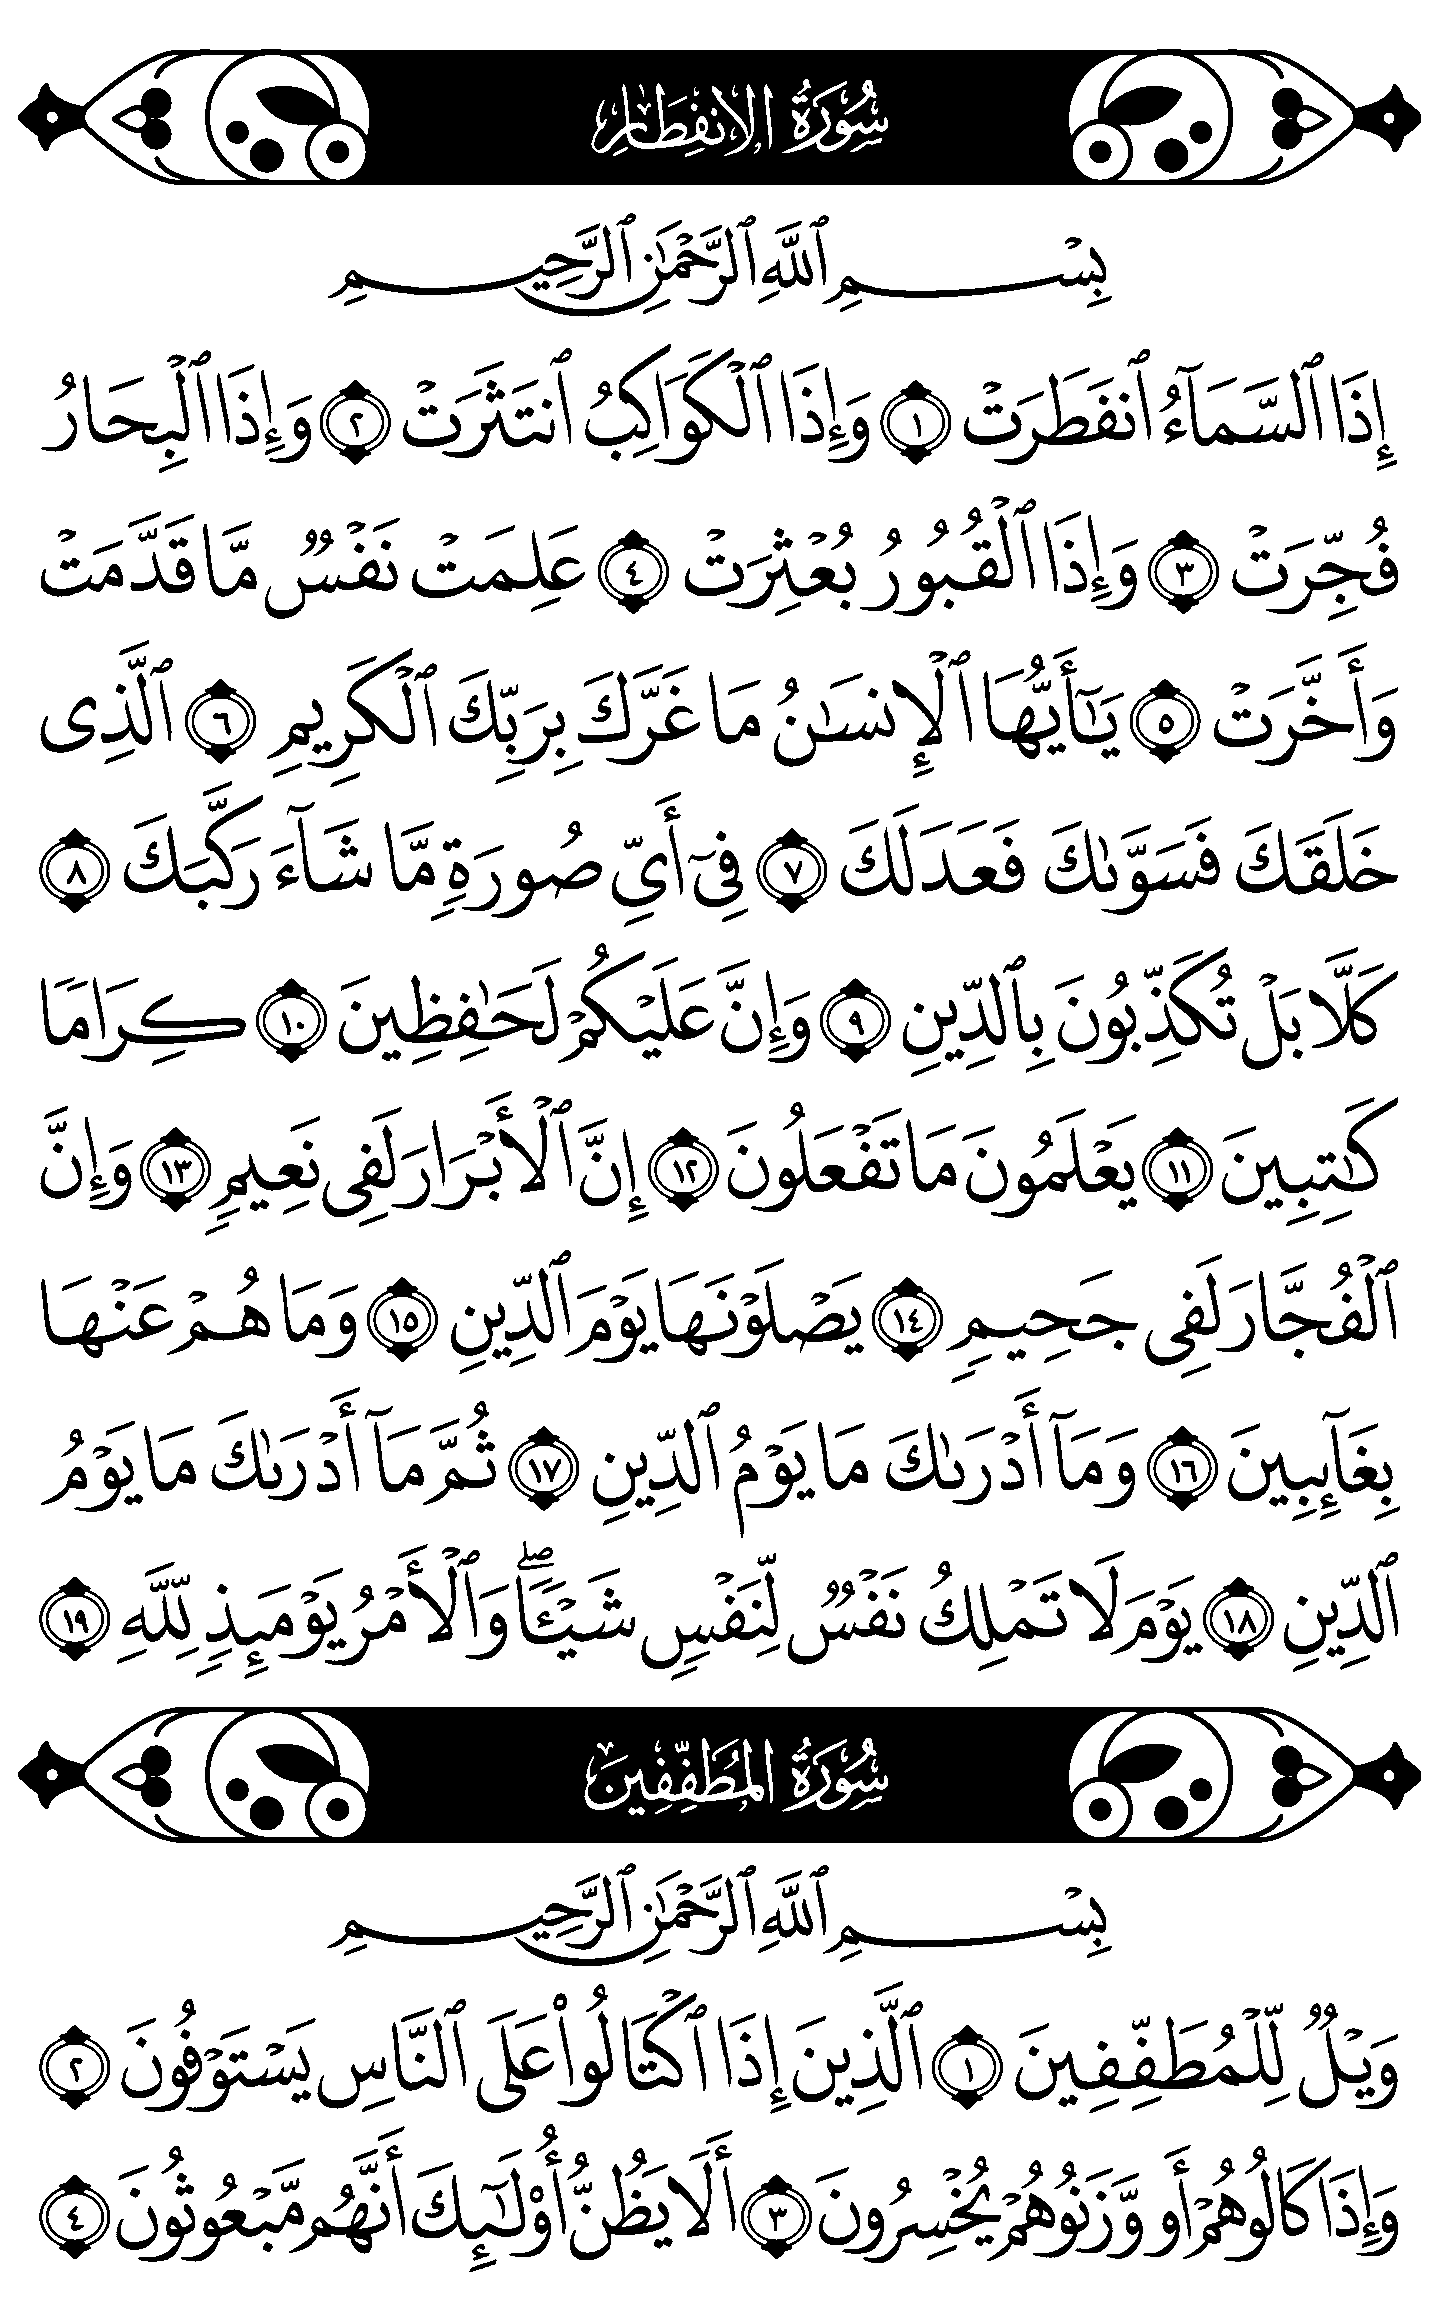 سُورَةُ الانفِطَارِ
بِسْمِ ٱللَّهِ ٱلرَّحْمَٰنِ ٱلرَّحِيمِ
إِذَا ٱلسَّمَآءُ ٱنفَطَرَتْ ١ وَإِذَا ٱلْكَوَاكِبُ ٱنتَثَرَتْ ٢ وَإِذَا ٱلْبِحَارُ
فُجِّرَتْ ٣ وَإِذَا ٱلْقُبُورُ بُعْثِرَتْ ٤ عَلِمَتْ نَفْسٌ مَّا قَدَّمَتْ
وَأَخَّرَتْ ٥ يَٰٓأَيُّهَا ٱلْإِنسَٰنُ مَا غَرَّكَ بِرَبِّكَ ٱلْكَرِيمِ ٦ ٱلَّذِى
خَلَقَكَ فَسَوَّىٰكَ فَعَدَلَكَ ٧ فِىٓ أَىِّ صُورَةٍ مَّا شَآءَ رَكَّبَكَ ٨
كَلَّا بَلْ تُكَذِّبُونَ بِٱلدِّينِ ٩ وَإِنَّ عَلَيْكُمْ لَحَٰفِظِينَ ١٠ كِرَامًا
كَٰتِبِينَ ١١ يَعْلَمُونَ مَا تَفْعَلُونَ ١٢ إِنَّ ٱلْأَبْرَارَ لَفِى نَعِيمٍ ١٣ وَإِنَّ
ٱلْفُجَّارَ لَفِى جَحِيمٍ ١٤ يَصْلَوْنَهَا يَوْمَ ٱلدِّينِ ١٥ وَمَا هُمْ عَنْهَا
بِغَآئِبِينَ ١٦ وَمَآ أَدْرَىٰكَ مَا يَوْمُ ٱلدِّينِ ١٧ ثُمَّ مَآ أَدْرَىٰكَ مَا يَوْمُ
ٱلدِّينِ ١٨ يَوْمَ لَا تَمْلِكُ نَفْسٌ لِّنَفْسٍ شَيْـًٔا ۖ وَٱلْأَمْرُ يَوْمَئِذٍ لِّلَّهِ ١٩
سُورَةُ المُطَفِّفِينَ
بِسْمِ ٱللَّهِ ٱلرَّحْمَٰنِ ٱلرَّحِيمِ
وَيْلٌ لِّلْمُطَفِّفِينَ ١ ٱلَّذِينَ إِذَا ٱكْتَالُوا۟ عَلَى ٱلنَّاسِ يَسْتَوْفُونَ ٢
وَإِذَا كَالُوهُمْ أَو وَّزَنُوهُمْ يُخْسِرُونَ ٣ أَلَا يَظُنُّ أُو۟لَٰٓئِكَ أَنَّهُم مَّبْعُوثُونَ ٤